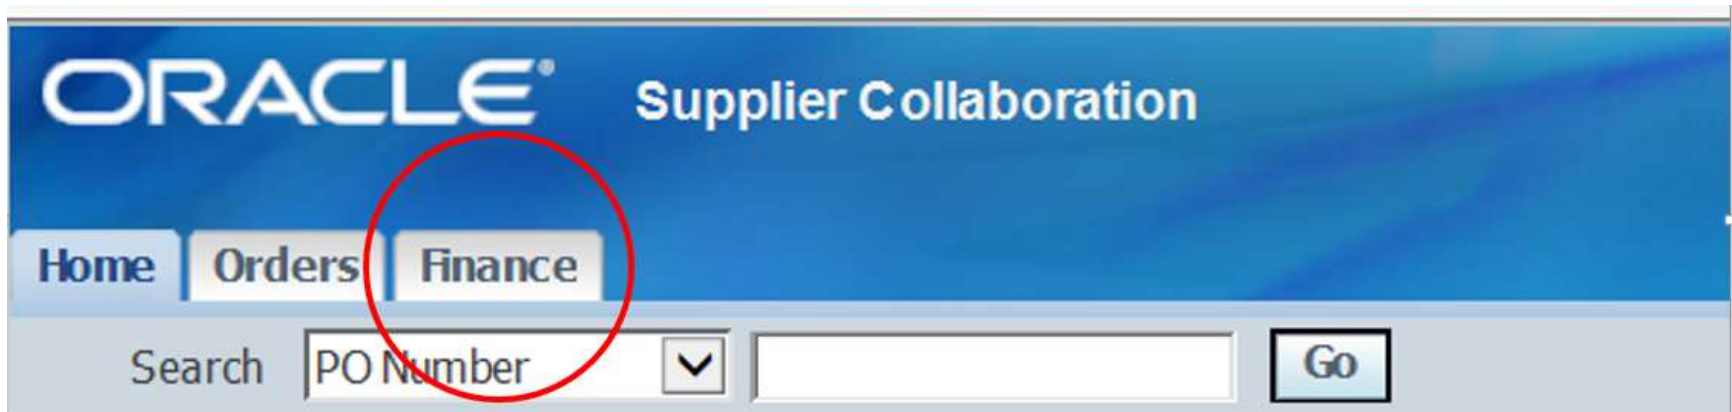 ORACLE® Supplier Collaboration
Home Orders Finance
Search PO Number Go